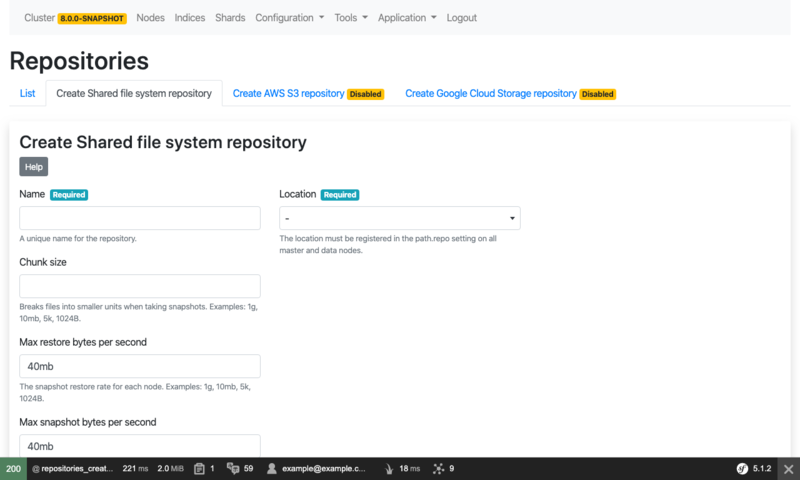 Cluster 8.0.0-SNAPSHOT Nodes Indices Shards Configuration Tools Application Logout
Repositories
List Create Shared file system repository Create AWS S3 repository Disabled Create Google Cloud Storage repository Disabled
Create Shared file system repository
Help
Name Required
A unique name for the repository.
Location Required
-
The location must be registered in the path.repo setting on all
master and data nodes.
Chunk size
Breaks files into smaller units when taking snapshots. Examples: 1g,
10mb, 5k, 1024B.
Max restore bytes per second
40mb
The snapshot restore rate for each node. Examples: 1g, 10mb, 5k,
1024B.
Max snapshot bytes per second
40mb
200 @ repositories_creat... 221 ms 2.0 MiB 1 59 example@example.c... 18 ms 9 sf 5.1.2